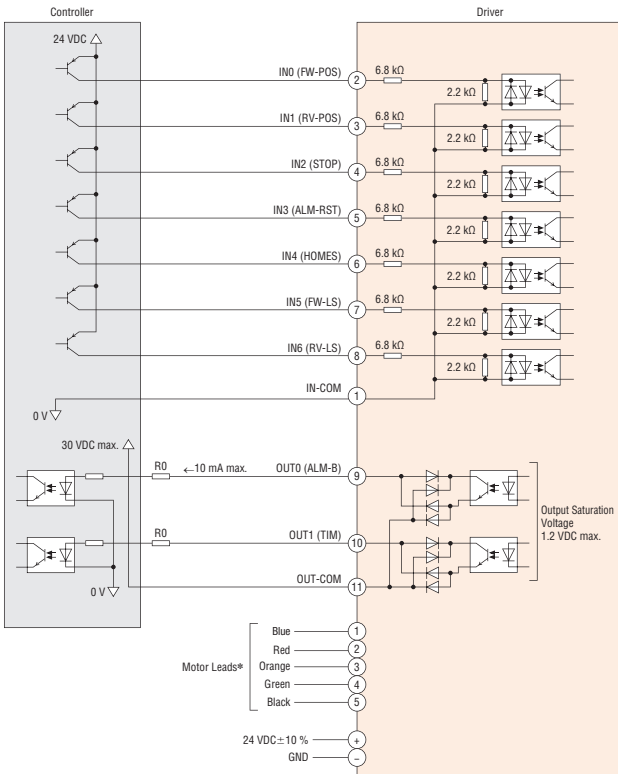 Controller
Driver
24 VDC
IN0 (FW-POS) 2 6.8 kΩ
2.2 kΩ
IN1 (RV-POS) 3 6.8 kΩ
2.2 kΩ
IN2 (STOP) 4 6.8 kΩ
2.2 kΩ
IN3 (ALM-RST) 5 6.8 kΩ
2.2 kΩ
IN4 (HOMES) 6 6.8 kΩ
2.2 kΩ
IN5 (FW-LS) 7 6.8 kΩ
2.2 kΩ
IN6 (RV-LS) 8 6.8 kΩ
2.2 kΩ
IN-COM 1
0 V
30 VDC max.
R0 ←10 mA max. OUT0 (ALM-B) 9
Output Saturation
Voltage
1.2 VDC max.
R0 OUT1 (TIM) 10
OUT-COM 11
0 V
Motor Leads*
Blue 1
Red 2
Orange 3
Green 4
Black 5
24 VDC±10 % +
GND −